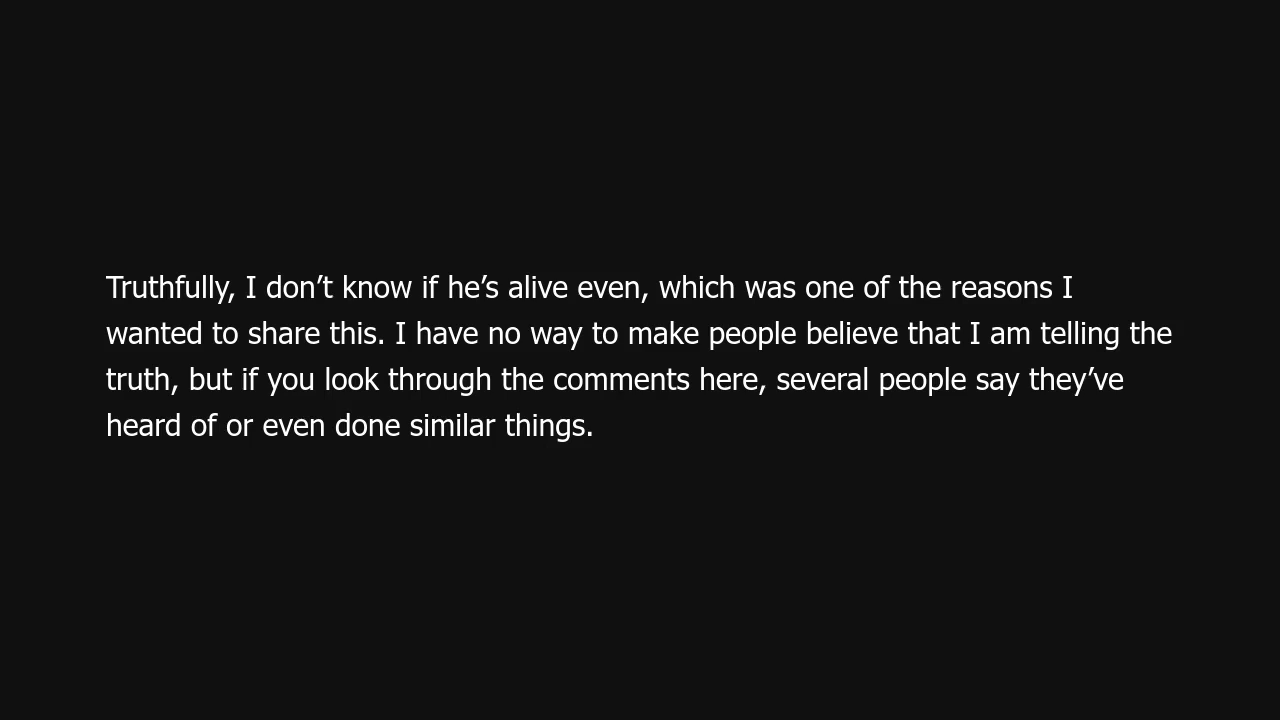 Truthfully, I don’t know if he’s alive even, which was one of the reasons I
wanted to share this. I have no way to make people believe that I am telling the
truth, but if you look through the comments here, several people say they’ve
heard of or even done similar things.